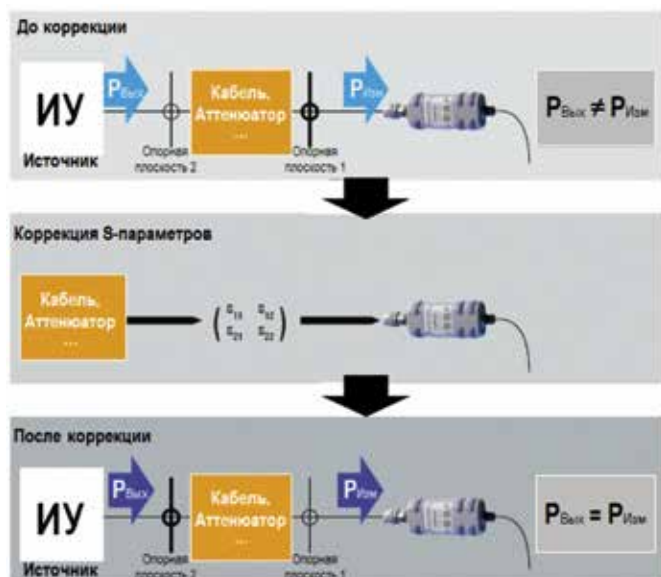 До коррекции
ИУ
Источник
PВых
Опорная
плоскость 2
Кабель,
Аттенюатор
...
Опорная
плоскость 1
PИзм
PВых ≠ PИзм
Коррекция S-параметров
Кабель,
Аттенюатор
...
S11 S12
S21 S22
После коррекции
ИУ
Источник
PВых
Опорная
плоскость 2
Кабель,
Аттенюатор
...
Опорная
плоскость 1
PИзм
PВых = PИзм